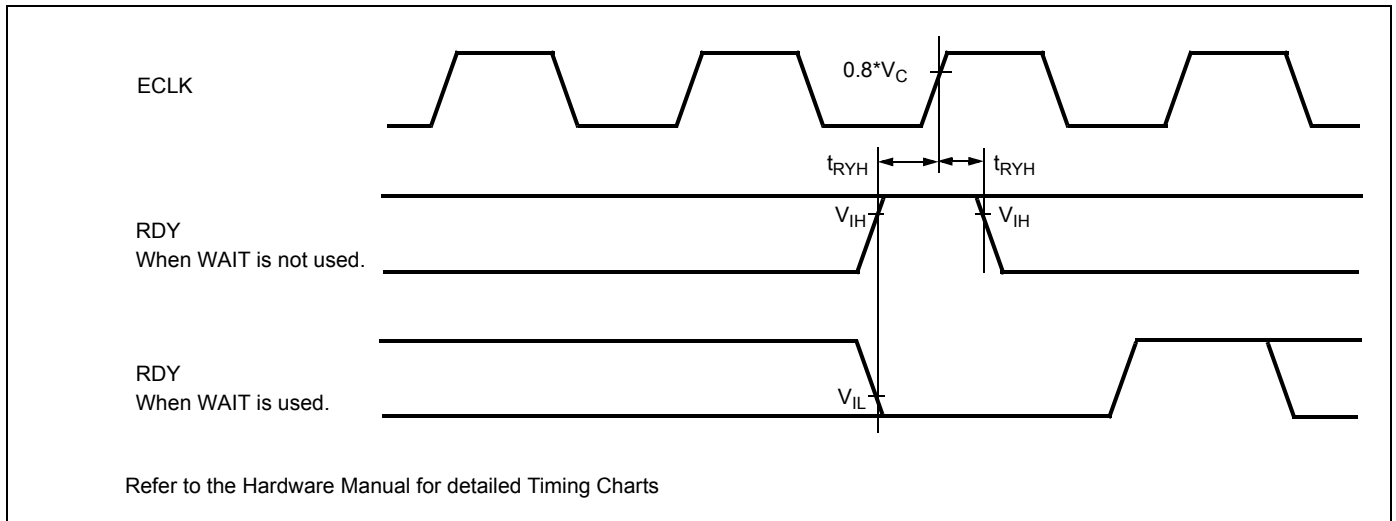 ECLK
0.8*VC
tRYH
tRYH
VIH
VIH
RDY
When WAIT is not used.
RDY
When WAIT is used.
VIL
Refer to the Hardware Manual for detailed Timing Charts